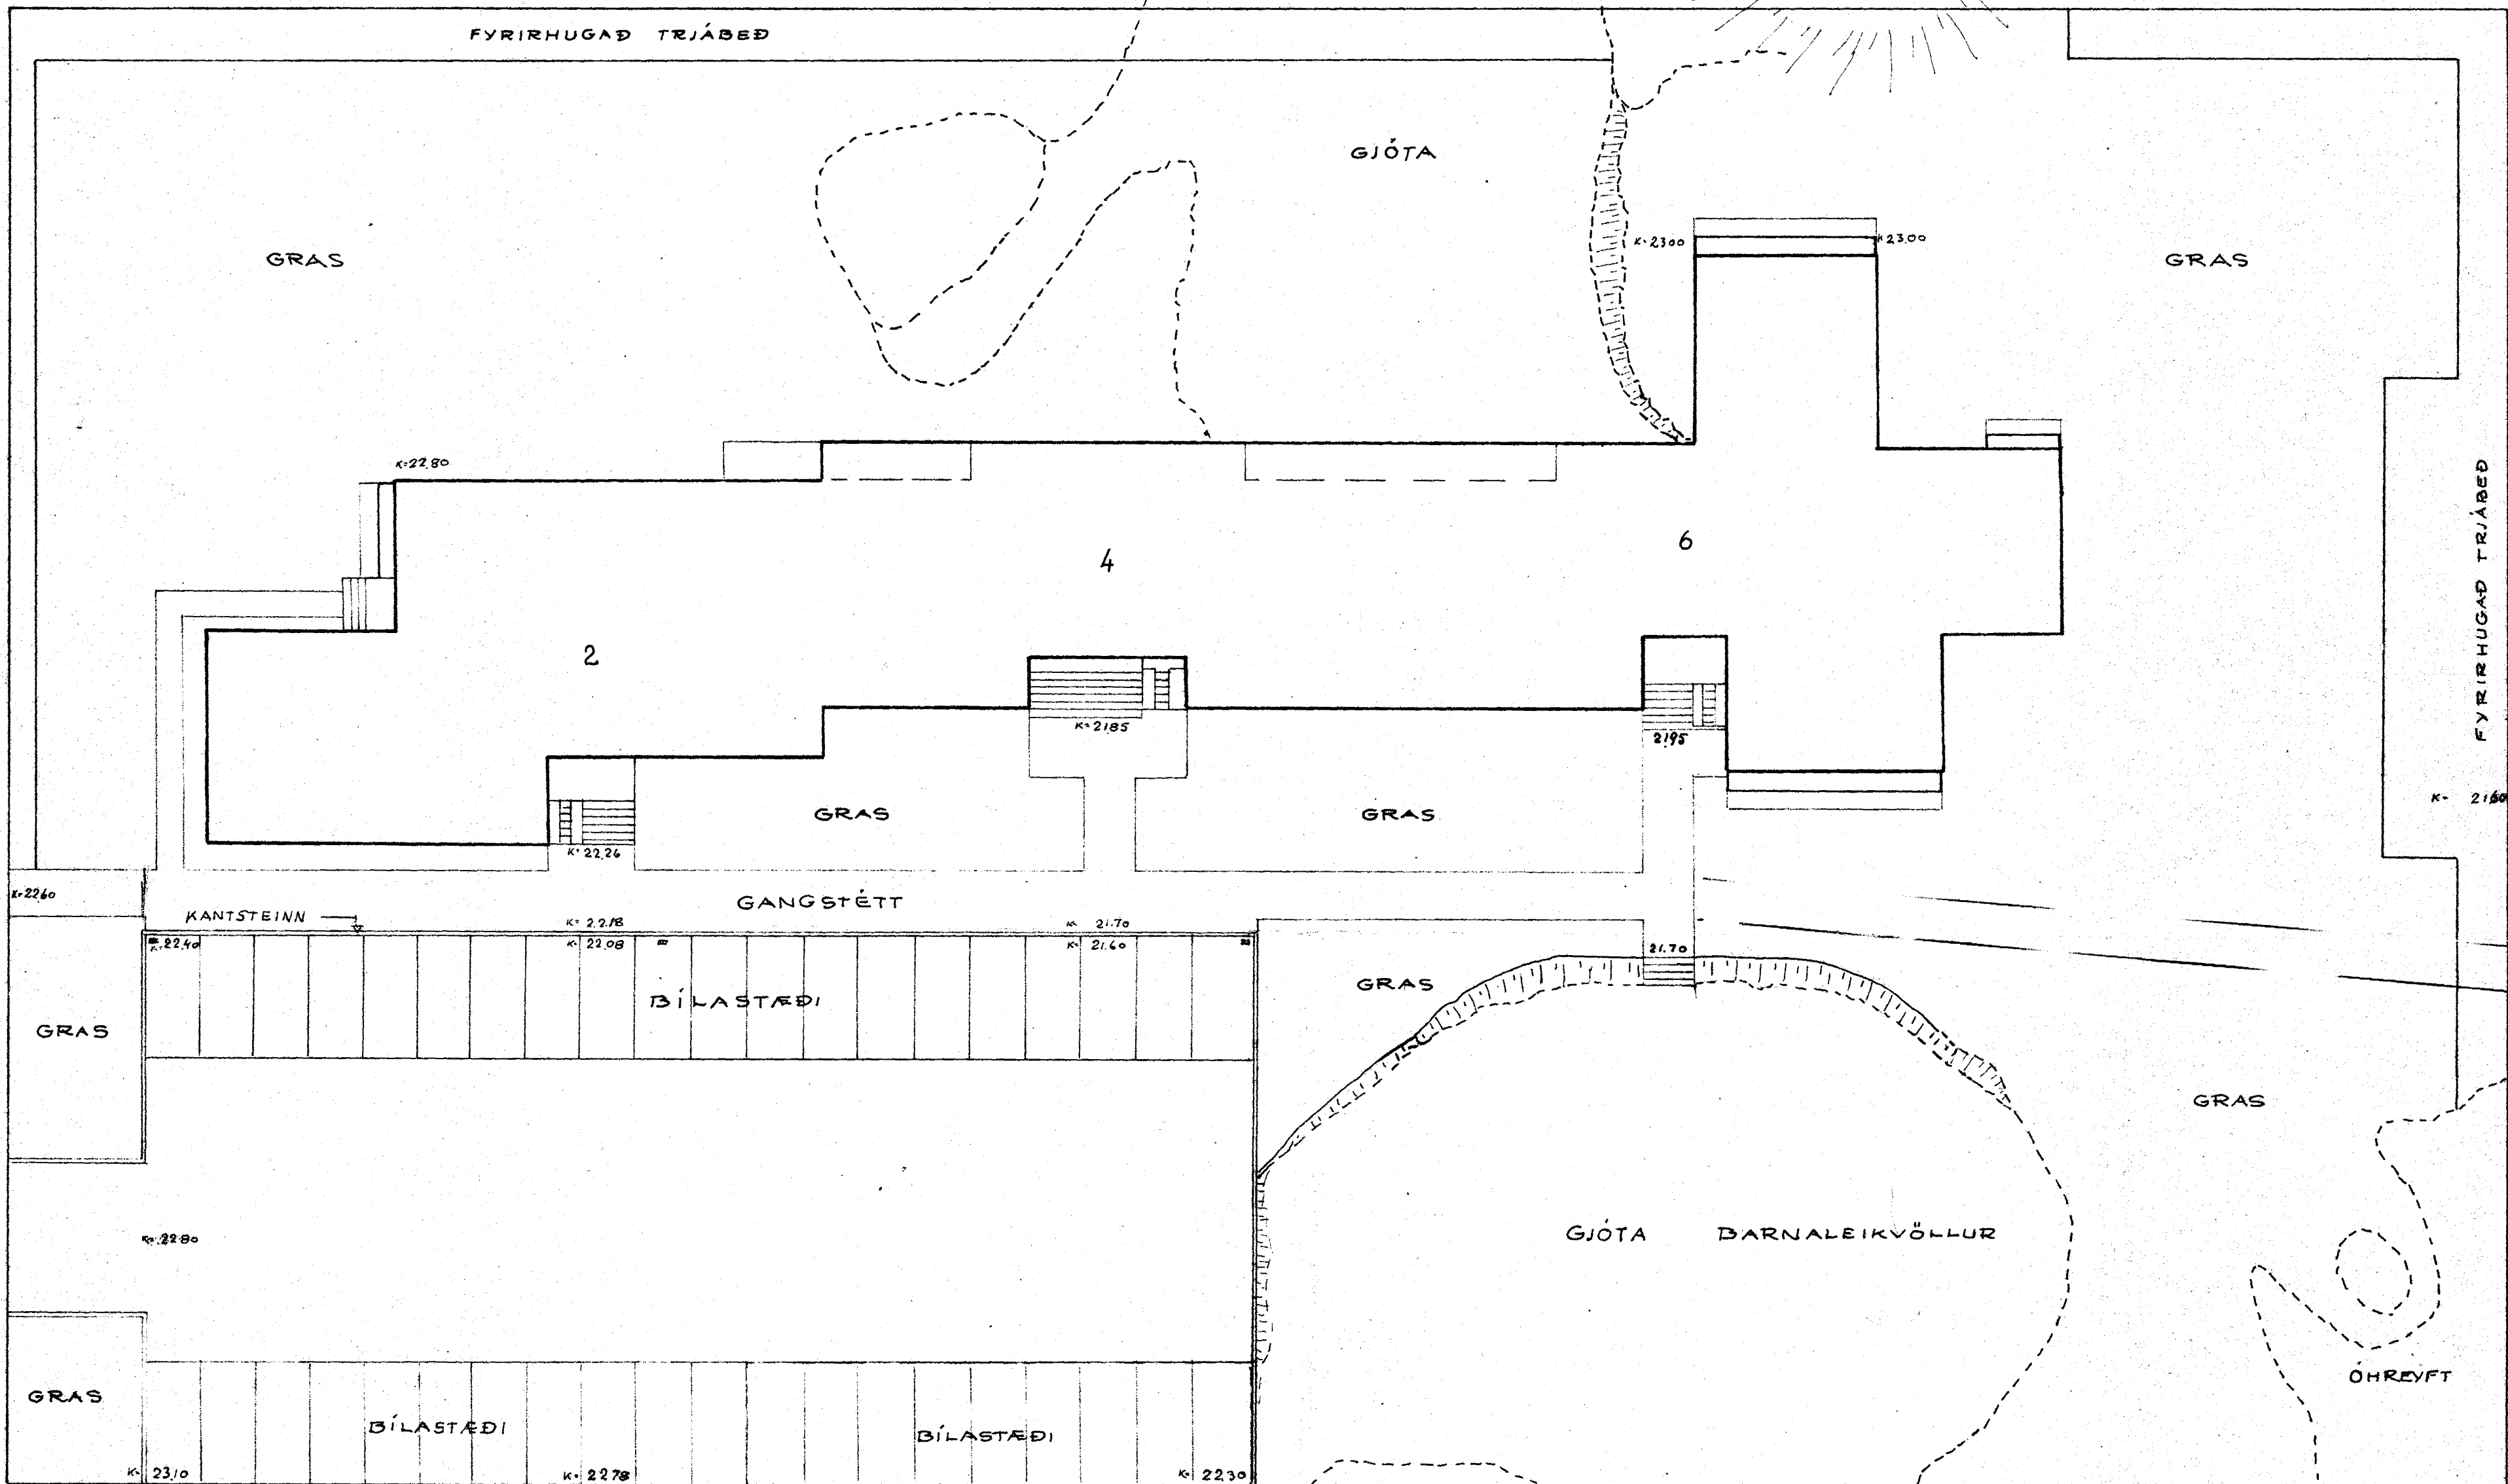 FYRIRHUGAÐ TRJÁBEÐ
GJÓTA
GRAS
K=23.00
K=23.00
GRAS
K=22.80
FYRIRHUGAÐ TRJÁBEÐ
6
4
2
K=21.85
21.95
GRAS
GRAS
K=22.26
K=22.60
GANGSTÉTT
KANTSTEINN
K=22.18
K=21.70
K=22.40
K=22.08
K=21.60
21.70
GRAS
BÍLASTÆÐI
GRAS
GRAS
GJÓTA BARNALEIKVÖLLUR
K=22.80
ÓHREYFT
GRAS
BÍLASTÆÐI
BÍLASTÆÐI
K=23.10
K=22.78
K=22.30